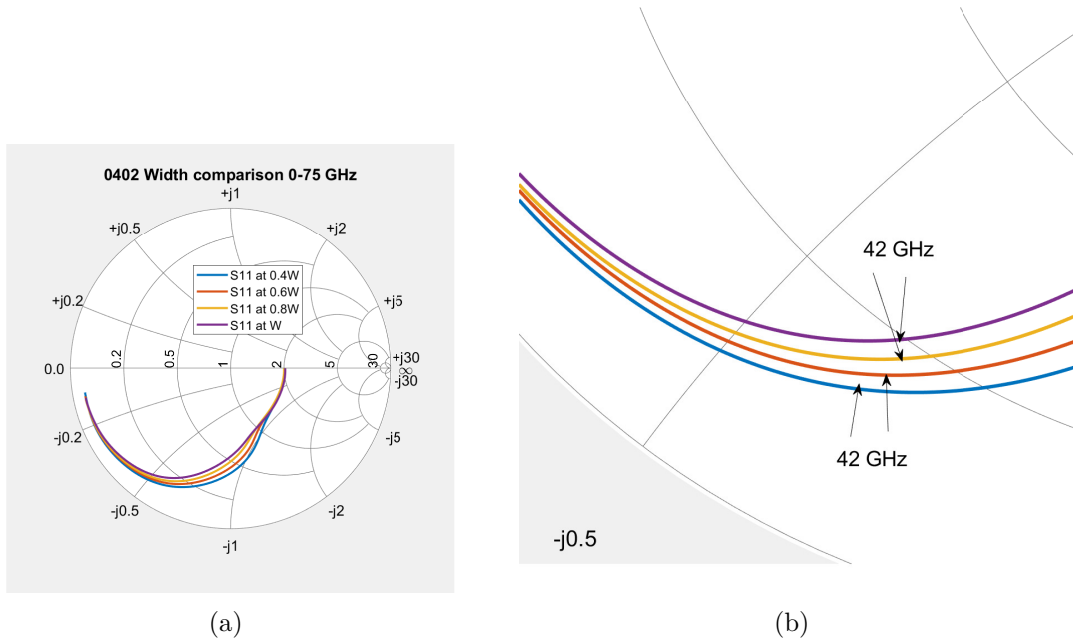 0402 Width comparison 0-75 GHz
+j1
+j0.5
+j2
+j0.2
+j5
S11 at 0.4W
S11 at 0.6W
S11 at 0.8W
S11 at W
0.0
0.2
0.5
1
2
5
30
+j30
∞
-j30
-j0.2
-j5
-j0.5
-j2
-j1
(a)
42 GHz
42 GHz
-j0.5
(b)